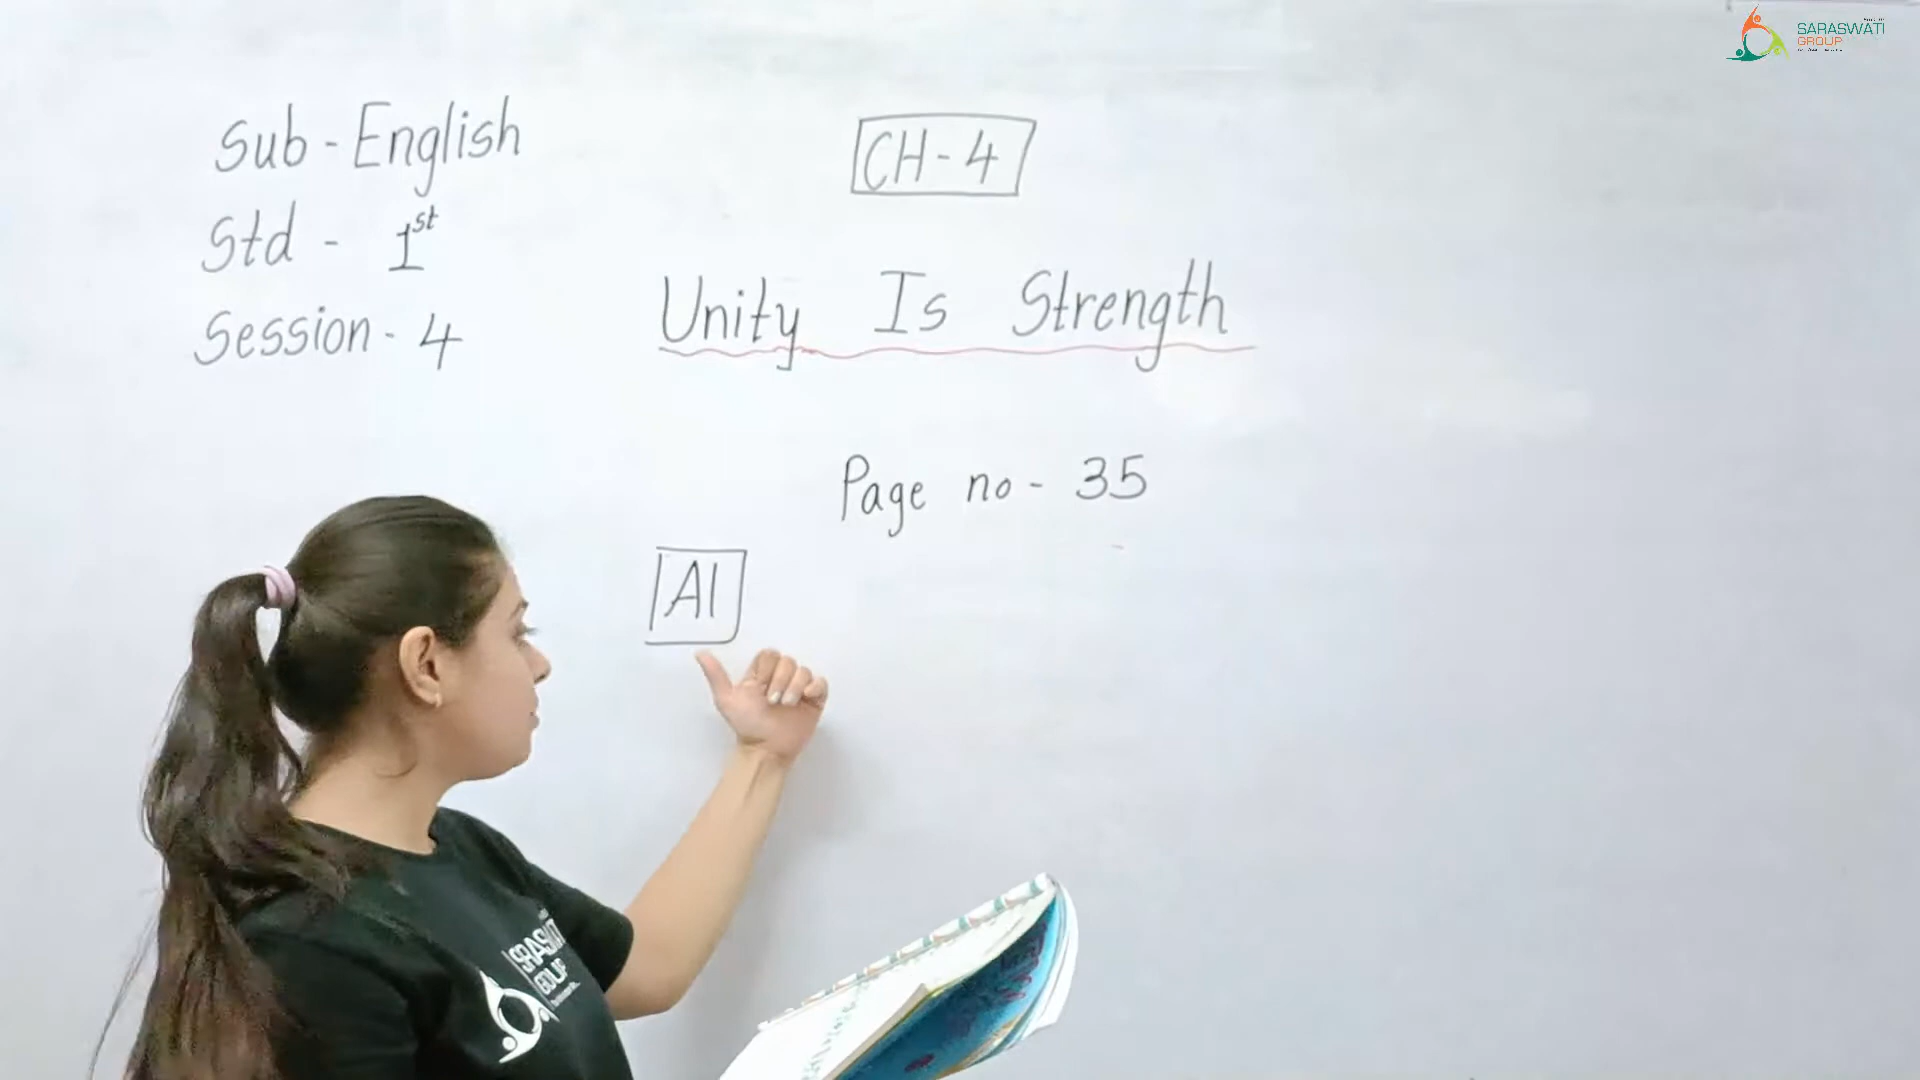 SARASWATI
GROUP
Sub - English
Std - 1st
Session - 4
CH - 4
Unity Is Strength
Page no - 35
A1